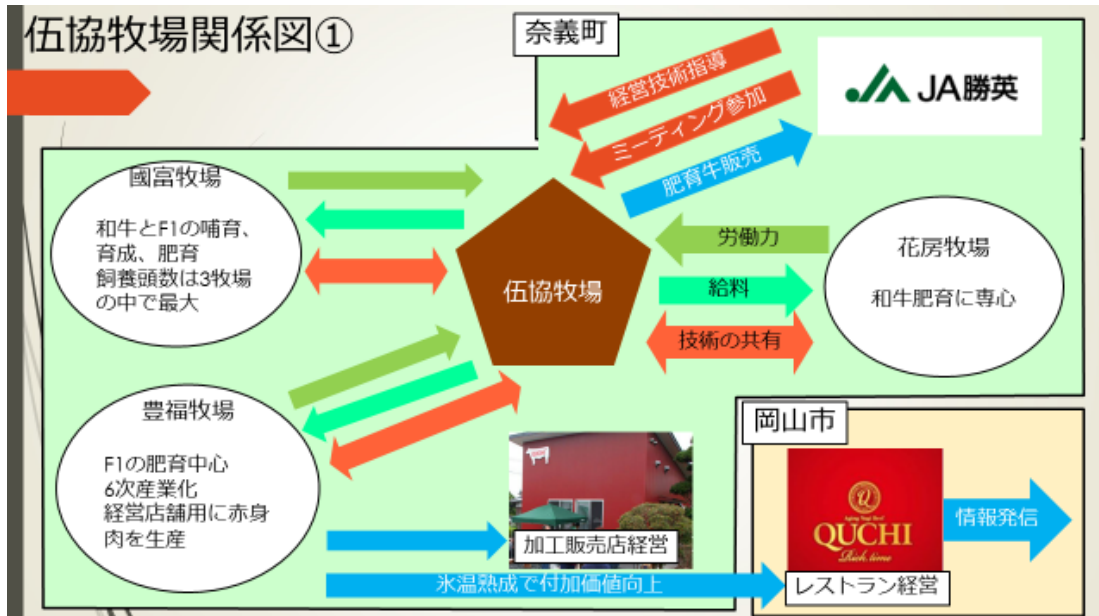 伍協牧場関係図①
奈義町
経営技術指導
ミーティング参加
肥育牛販売
JA勝英
國富牧場
和牛とF1の哺育、
育成、肥育
飼養頭数は3牧場
の中で最大
伍協牧場
労働力
給料
技術の共有
花房牧場
和牛肥育に専心
豊福牧場
F1の肥育中心
6次産業化
経営店舗用に赤身
肉を生産
加工販売店経営
氷温熟成で付加価値向上
岡山市
QUCHI
Rich time
レストラン経営
情報発信